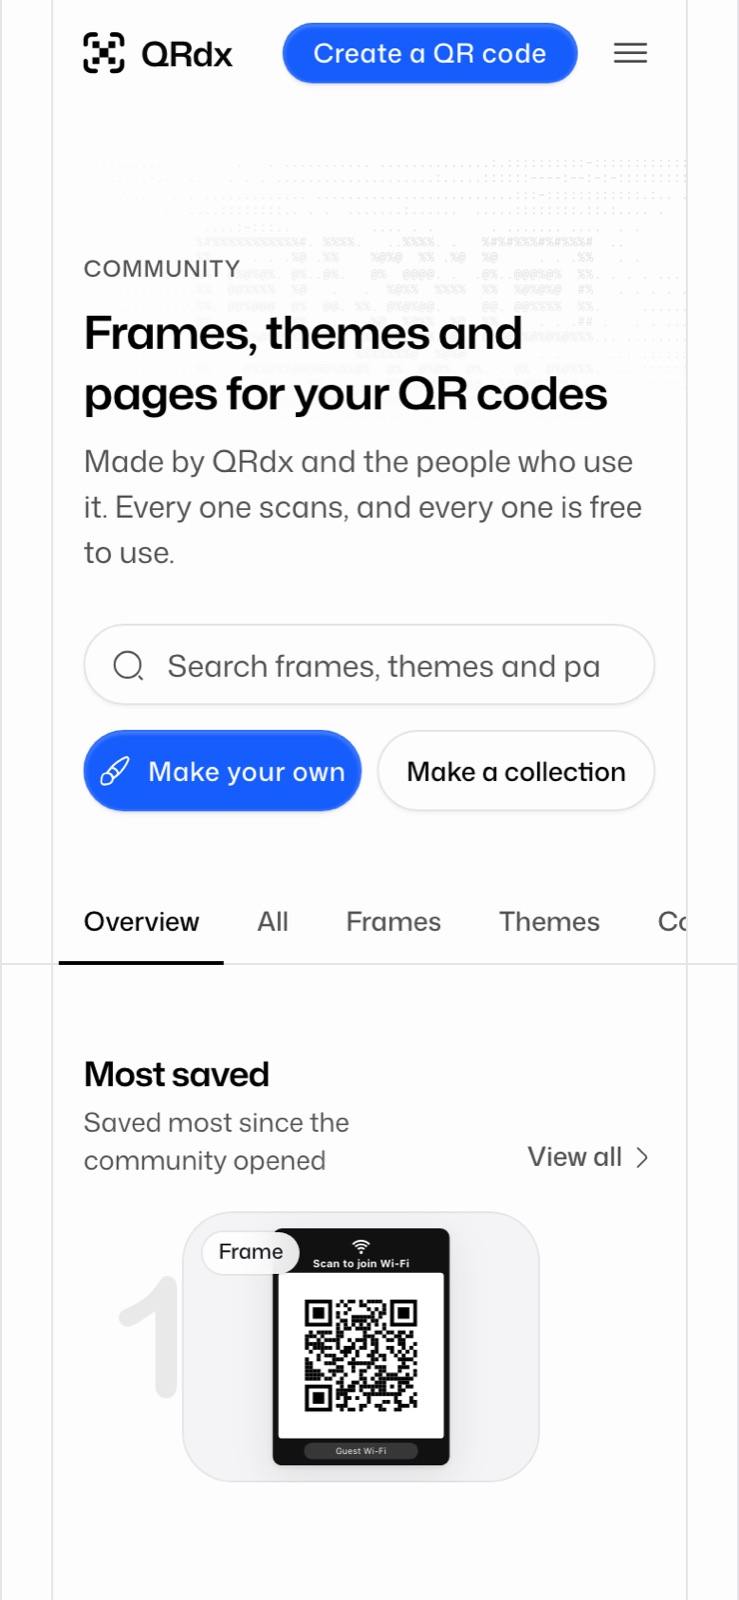 QRdx
Create a QR code
COMMUNITY
Frames, themes and
pages for your QR codes
Made by QRdx and the people who use
it. Every one scans, and every one is free
to use.
Search frames, themes and pa
Make your own
Make a collection
Overview
All
Frames
Themes
Co
Most saved
Saved most since the
community opened
View all
1
Frame
Scan to join Wi-Fi
Guest Wi-Fi